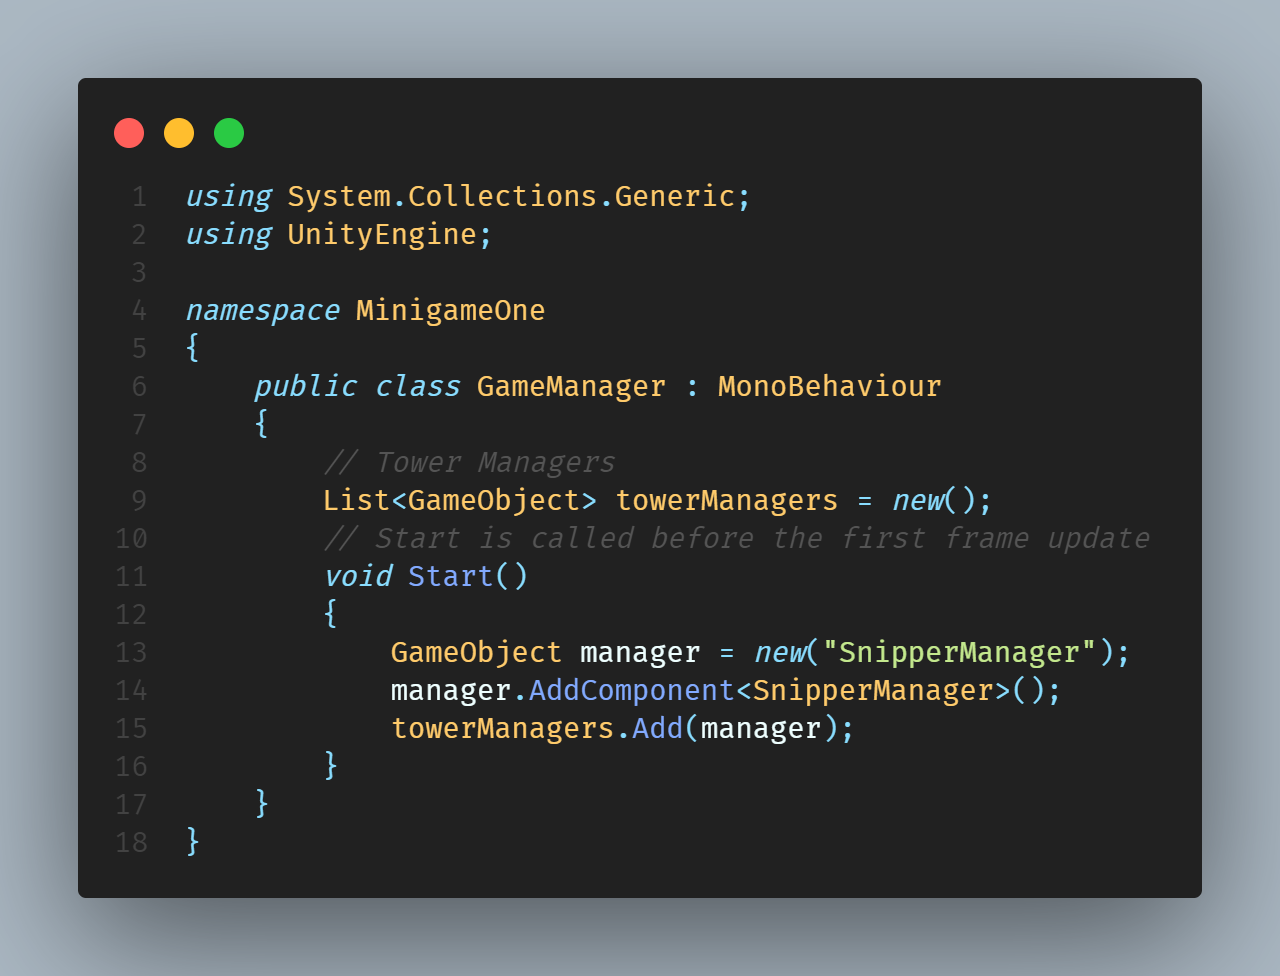 1 using System.Collections.Generic;
2 using UnityEngine;
3
4 namespace MinigameOne
5 {
6     public class GameManager : MonoBehaviour
7     {
8         // Tower Managers
9         List<GameObject> towerManagers = new();
10         // Start is called before the first frame update
11         void Start()
12         {
13             GameObject manager = new("SnipperManager");
14             manager.AddComponent<SnipperManager>();
15             towerManagers.Add(manager);
16         }
17     }
18 }